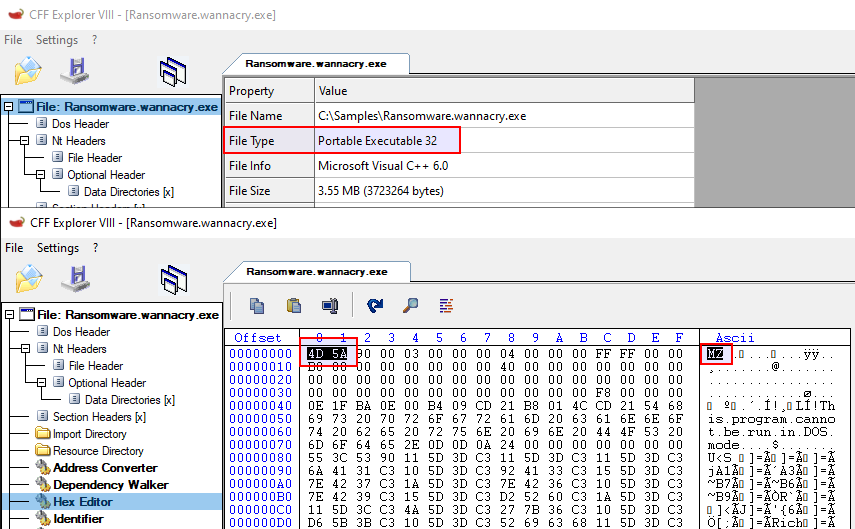 CFF Explorer VIII - [Ransomware.wannacry.exe]
File Settings ?
Ransomware.wannacry.exe
File: Ransomware.wannacry.exe
Dos Header
Nt Headers
File Header
Optional Header
Data Directories [x]
Property Value
File Name C:\Samples\Ransomware.wannacry.exe
File Type Portable Executable 32
File Info Microsoft Visual C++ 6.0
File Size 3.55 MB (3723264 bytes)
CFF Explorer VIII - [Ransomware.wannacry.exe]
File Settings ?
Ransomware.wannacry.exe
File: Ransomware.wannacry.exe
Dos Header
Nt Headers
File Header
Optional Header
Data Directories [x]
Section Headers [x]
Import Directory
Resource Directory
Address Converter
Dependency Walker
Hex Editor
Identifier
Offset 0 1 2 3 4 5 6 7 8 9 A B C D E F Ascii
00000000 4D 5A 90 00 03 00 00 00 04 00 00 00 FF FF 00 00 MZ
00000010 B8 00 00 00 00 00 00 00 40 00 00 00 00 00 00 00 ........@.......
00000020 00 00 00 00 00 00 00 00 00 00 00 00 00 00 00 00 ................
00000030 00 00 00 00 00 00 00 00 00 00 00 00 F8 00 00 00
00000040 0E 1F BA 0E 00 B4 09 CD 21 B8 01 4C CD 21 54 68
00000050 69 73 20 70 72 6F 67 72 61 6D 20 63 61 6E 6E 6F is.program.canno
00000060 74 20 62 65 20 72 75 6E 20 69 6E 20 44 4F 53 20 t.be.run.in.DOS.
00000070 6D 6F 64 65 2E 0D 0D 0A 24 00 00 00 00 00 00 00 mode....$.......
00000080 55 3C 53 90 11 5D 3D C3 11 5D 3D C3 11 5D 3D C3
00000090 6A 41 31 C3 10 5D 3D C3 92 41 33 C3 15 5D 3D C3
000000A0 7E 42 37 C3 1A 5D 3D C3 7E 42 36 C3 10 5D 3D C3
000000B0 7E 42 39 C3 15 5D 3D C3 D2 52 60 C3 1A 5D 3D C3
000000C0 11 5D 3C C3 4A 5D 3D C3 27 7B 36 C3 10 5D 3D C3
000000D0 D6 5B 3B C3 10 5D 3D C3 52 69 63 68 11 5D 3D C3